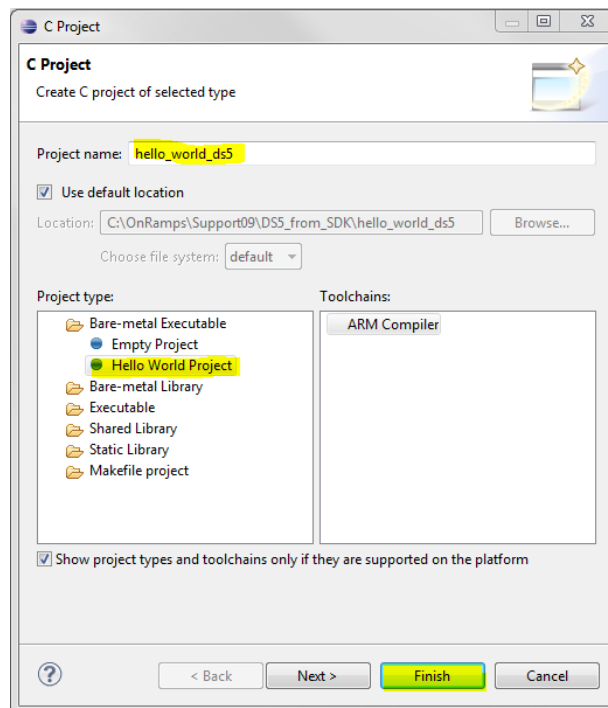 C Project
C Project
Create C project of selected type
Project name: hello_world_ds5
Use default location
Location: C:\OnRamps\Support09\DS5_from_SDK\hello_world_ds5 Browse...
Choose file system: default
Project type: Toolchains:
Bare-metal Executable ARM Compiler
Empty Project
Hello World Project
Bare-metal Library
Executable
Shared Library
Static Library
Makefile project
Show project types and toolchains only if they are supported on the platform
? < Back Next > Finish Cancel